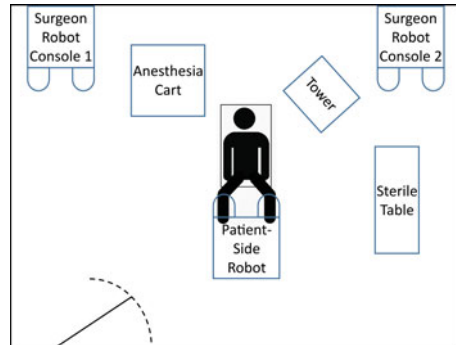 Surgeon
Robot
Console 1
Surgeon
Robot
Console 2
Anesthesia
Cart
Tower
Sterile
Table
Patient-
Side
Robot